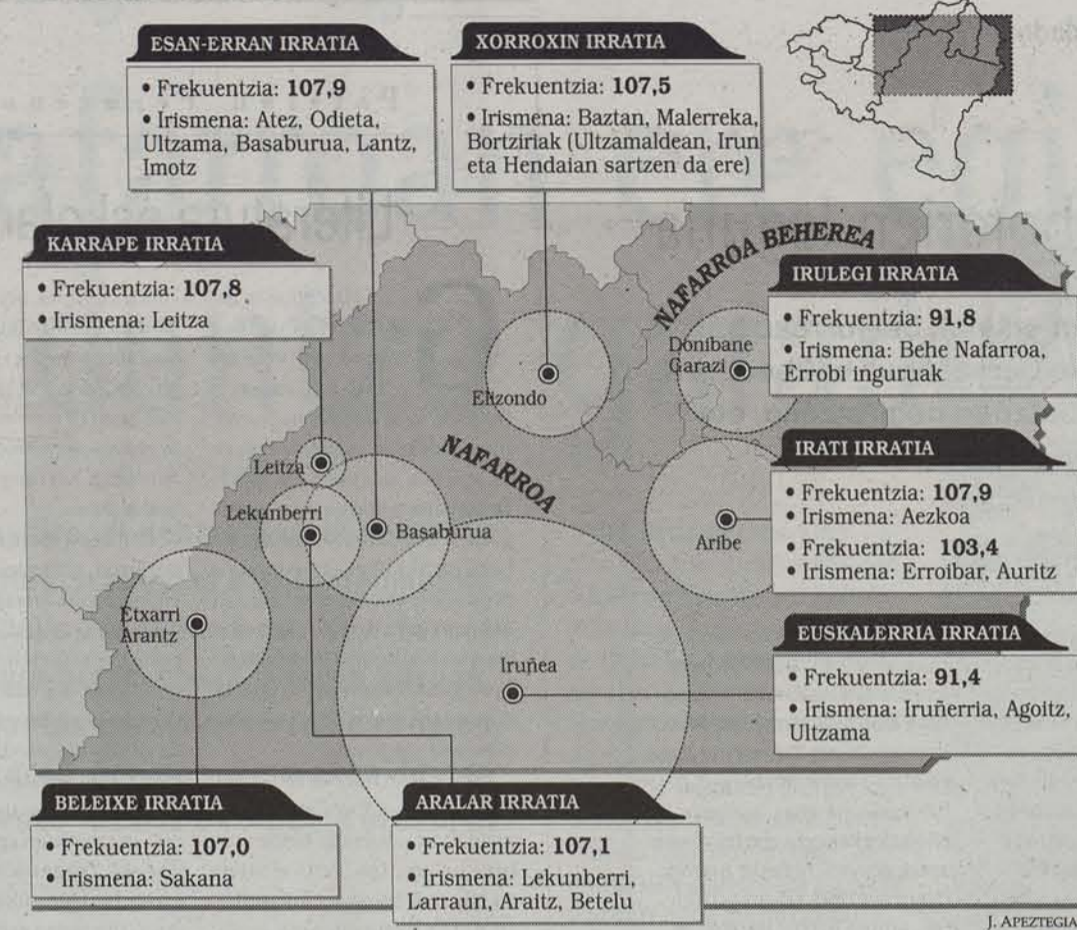 ESAN-ERRAN IRRATIA
• Frekuentzia: 107,9
• Irismena: Atez, Odieta,
Ultzama, Basaburua, Lantz,
Imotz
XORROXIN IRRATIA
• Frekuentzia: 107,5
• Irismena: Baztan, Malerreka,
Bortziriak (Ultzamaldean, Irun
eta Hendaian sartzen da ere)
KARRAPE IRRATIA
• Frekuentzia: 107,8
• Irismena: Leitza
NAFARROA BEHEREA
IRULEGI IRRATIA
• Frekuentzia: 91,8
• Irismena: Behe Nafarroa,
Errobi inguruak
Donibane
Garazi
Elizondo
NAFARROA
Leitza
Lekunberri
Basaburua
Aribe
IRATI IRRATIA
• Frekuentzia: 107,9
• Irismena: Aezkoa
• Frekuentzia: 103,4
• Irismena: Erroibar, Auritz
Etxarri
Arantz
Iruñea
EUSKALERRIA IRRATIA
• Frekuentzia: 91,4
• Irismena: Iruñerria, Agoitz,
Ultzama
BELEIXE IRRATIA
• Frekuentzia: 107,0
• Irismena: Sakana
ARALAR IRRATIA
• Frekuentzia: 107,1
• Irismena: Lekunberri,
Larraun, Araitz, Betelu
J. APEZTEGIA